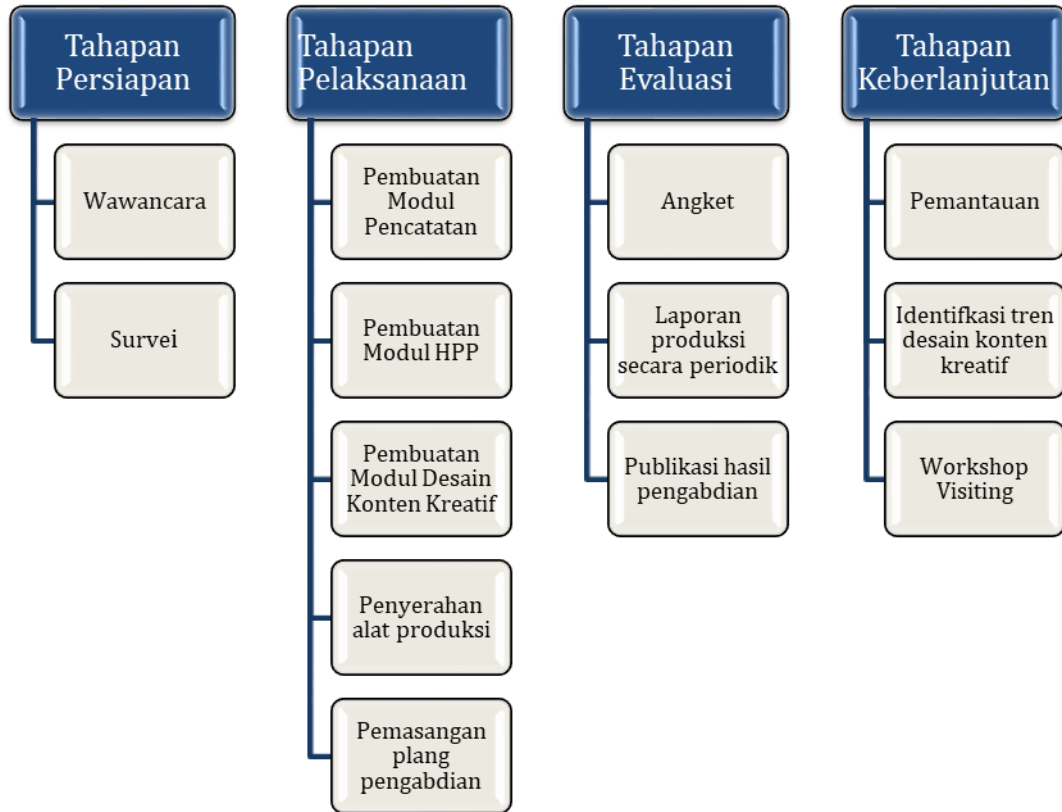 Tahapan
Persiapan
Wawancara
Survei
Tahapan
Pelaksanaan
Pembuatan
Modul
Pencatatan
Pembuatan
Modul HPP
Pembuatan
Modul Desain
Konten Kreatif
Penyerahan
alat produksi
Pemasangan
plang
pengabdian
Tahapan
Evaluasi
Angket
Laporan
produksi
secara periodik
Publikasi hasil
pengabdian
Tahapan
Keberlanjutan
Pemantauan
Identifkasi tren
desain konten
kreatif
Workshop
Visiting